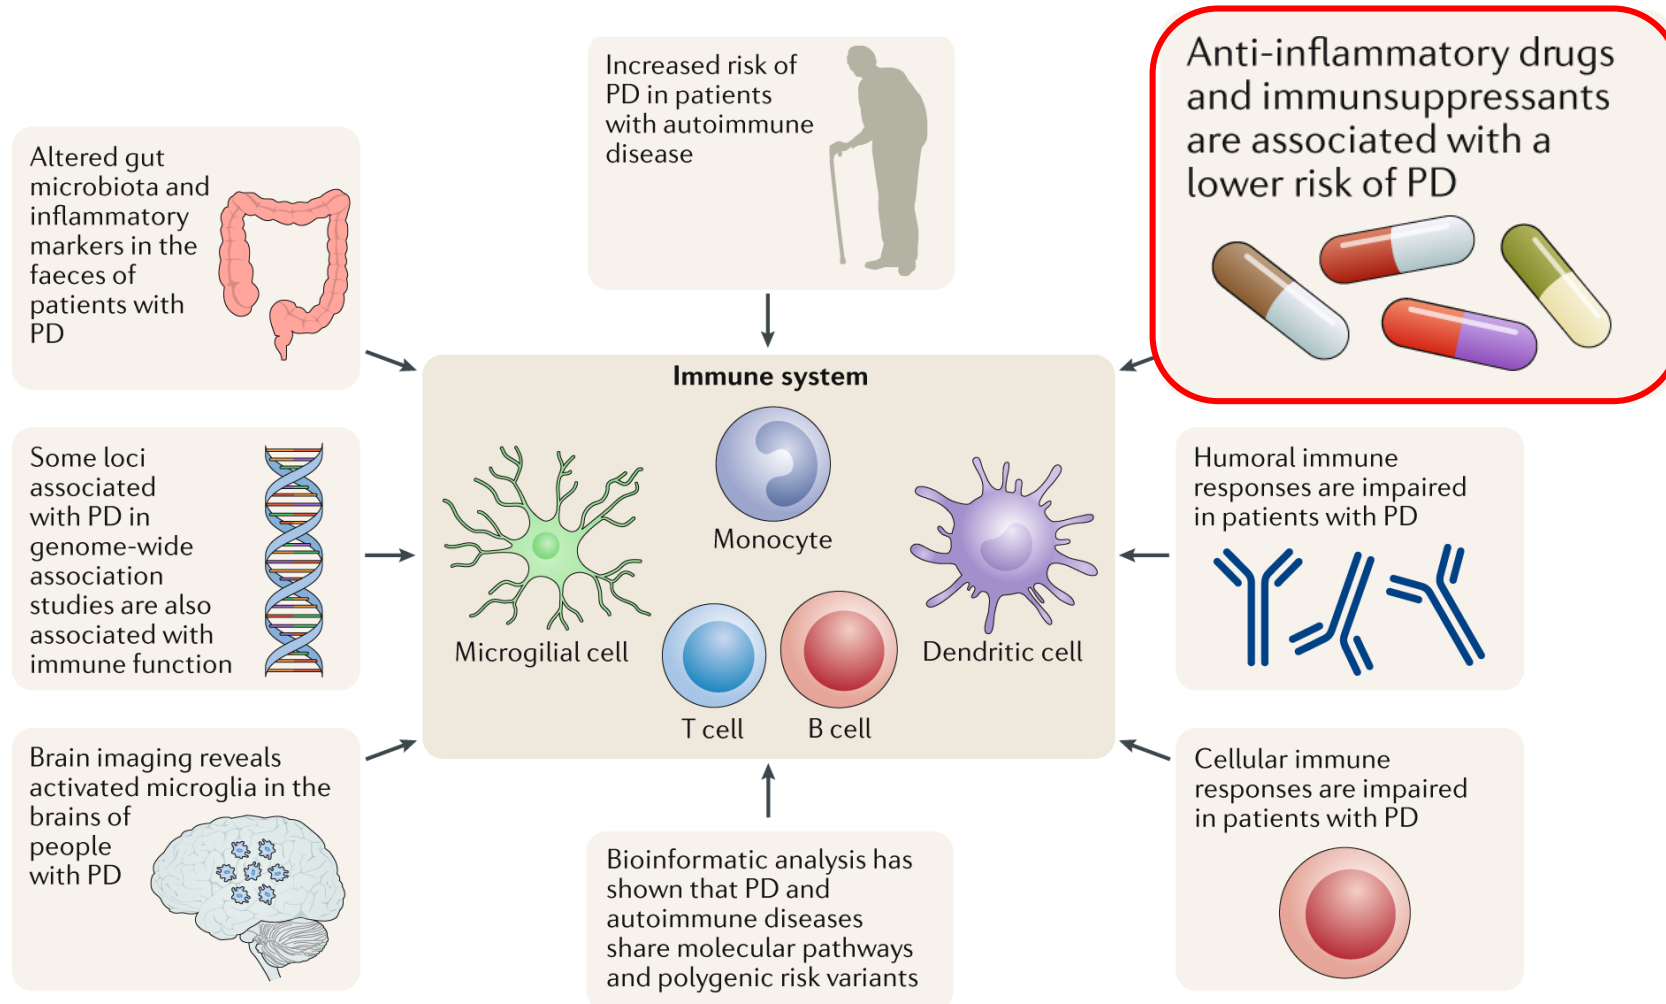 Increased risk of
PD in patients
with autoimmune
disease
Anti-inflammatory drugs
and immunsuppressants
are associated with a
lower risk of PD
Altered gut
microbiota and
inflammatory
markers in the
faeces of
patients with
PD
Immune system
Monocyte
Microgilial cell
Dendritic cell
T cell
B cell
Some loci
associated
with PD in
genome-wide
association
studies are also
associated with
immune function
Humoral immune
responses are impaired
in patients with PD
Brain imaging reveals
activated microglia in the
brains of
people
with PD
Bioinformatic analysis has
shown that PD and
autoimmune diseases
share molecular pathways
and polygenic risk variants
Cellular immune
responses are impaired
in patients with PD